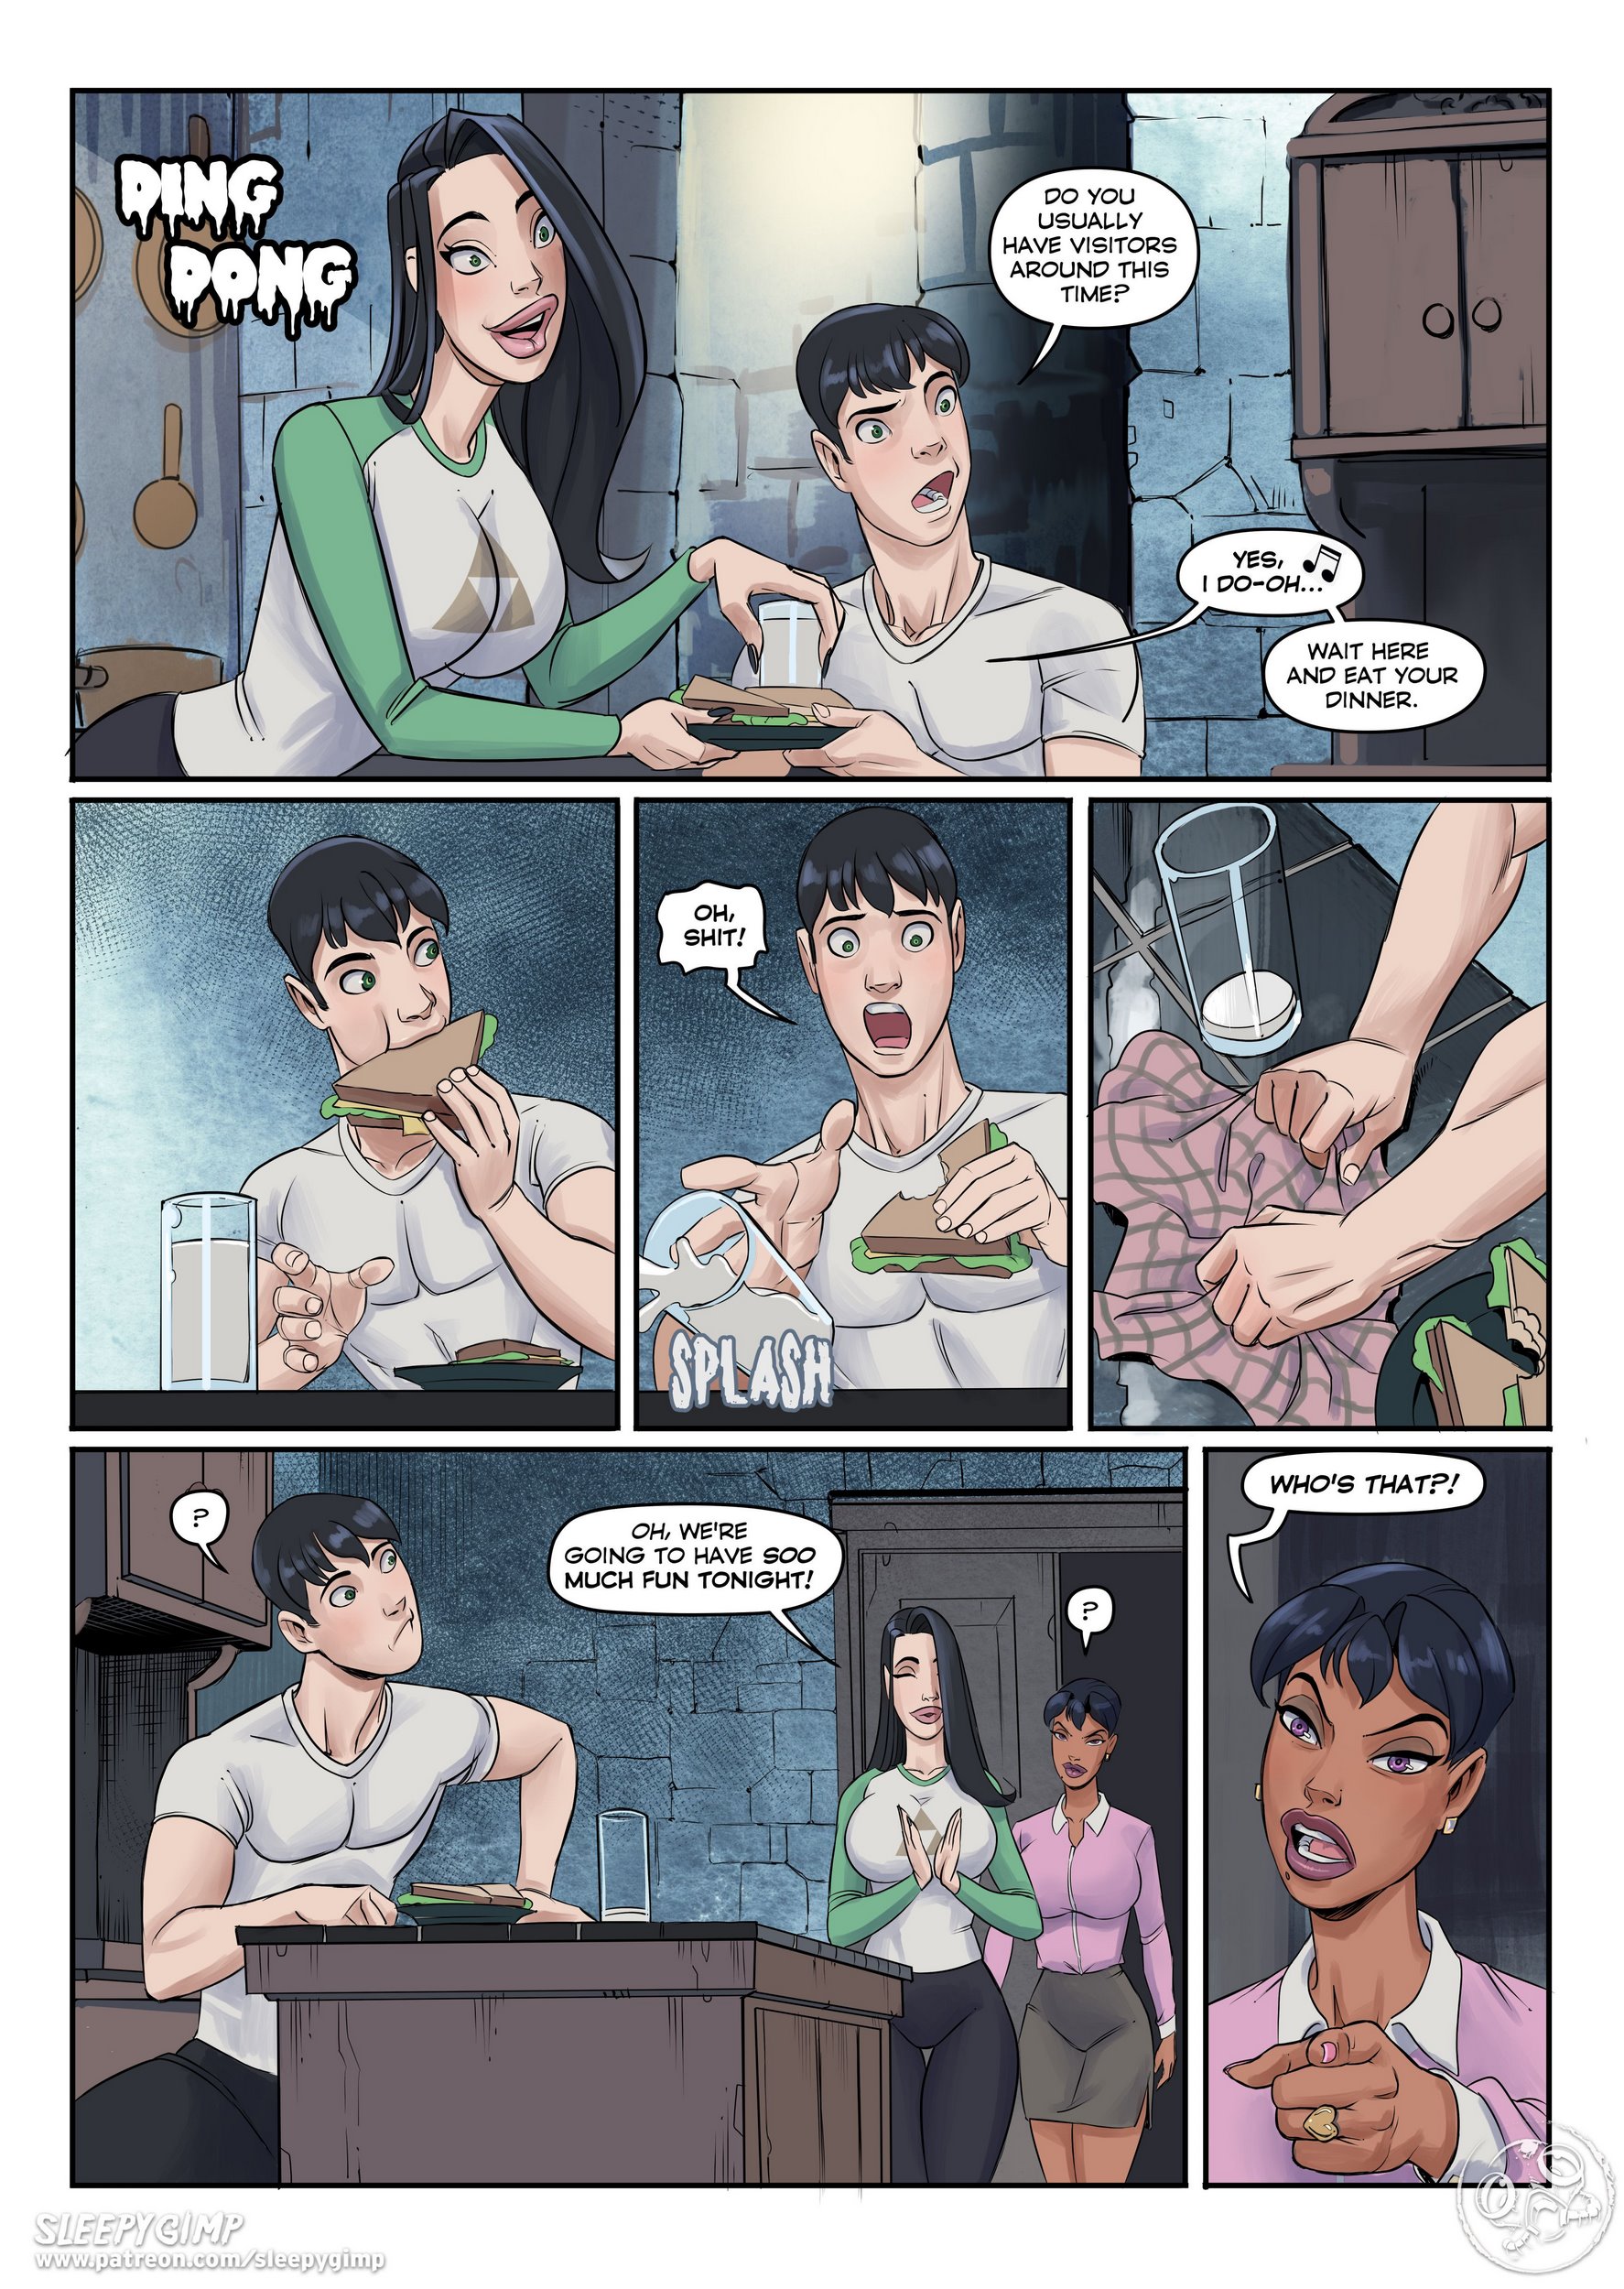 DING
DONG
DO YOU
USUALLY
HAVE VISITORS
AROUND THIS
TIME?
YES,
I DO-OH...
WAIT HERE
AND EAT YOUR
DINNER.
OH,
SHIT!
SPLASH
?
OH, WE'RE
GOING TO HAVE SOO
MUCH FUN TONIGHT!
?
WHO'S THAT?!
SLEEPYGIMP
www.patreon.com/sleepygimp